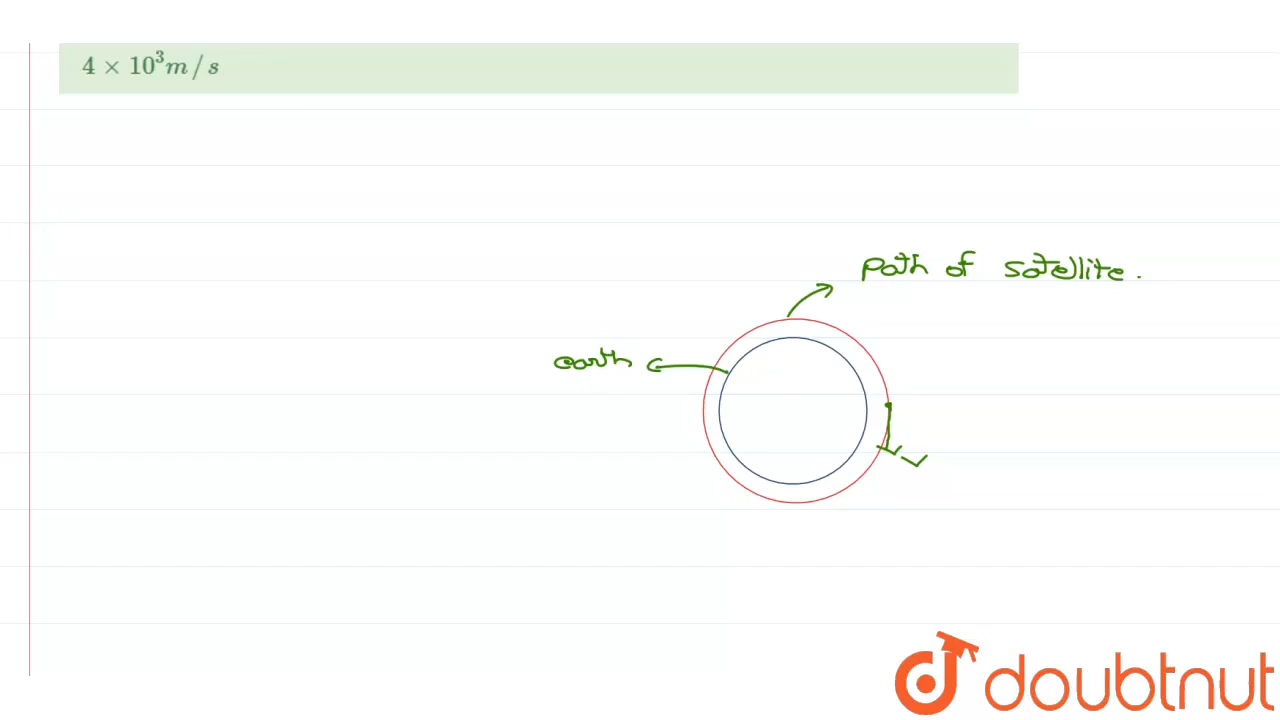 4 × 10³m/s
Path of satellite.
earth
v
doubtnut